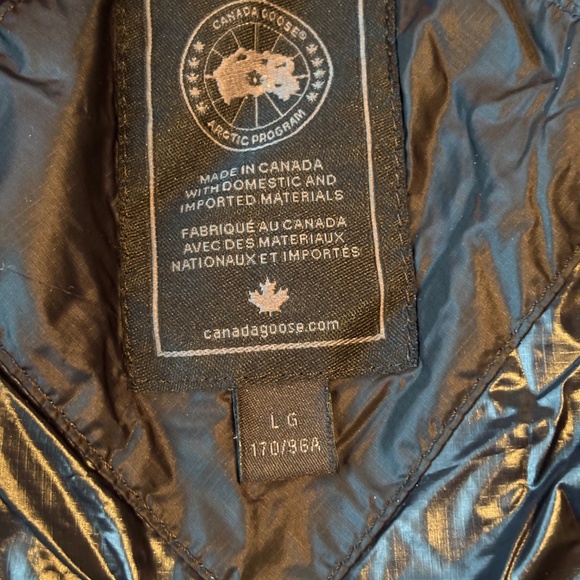 CANADA GOOSE®
ARCTIC PROGRAM
MADE IN CANADA
WITH DOMESTIC AND
IMPORTED MATERIALS
FABRIQUÉ AU CANADA
AVEC DES MATERIAUX
NATIONAUX ET IMPORTÉS
canadagoose.com
LG
170/96A